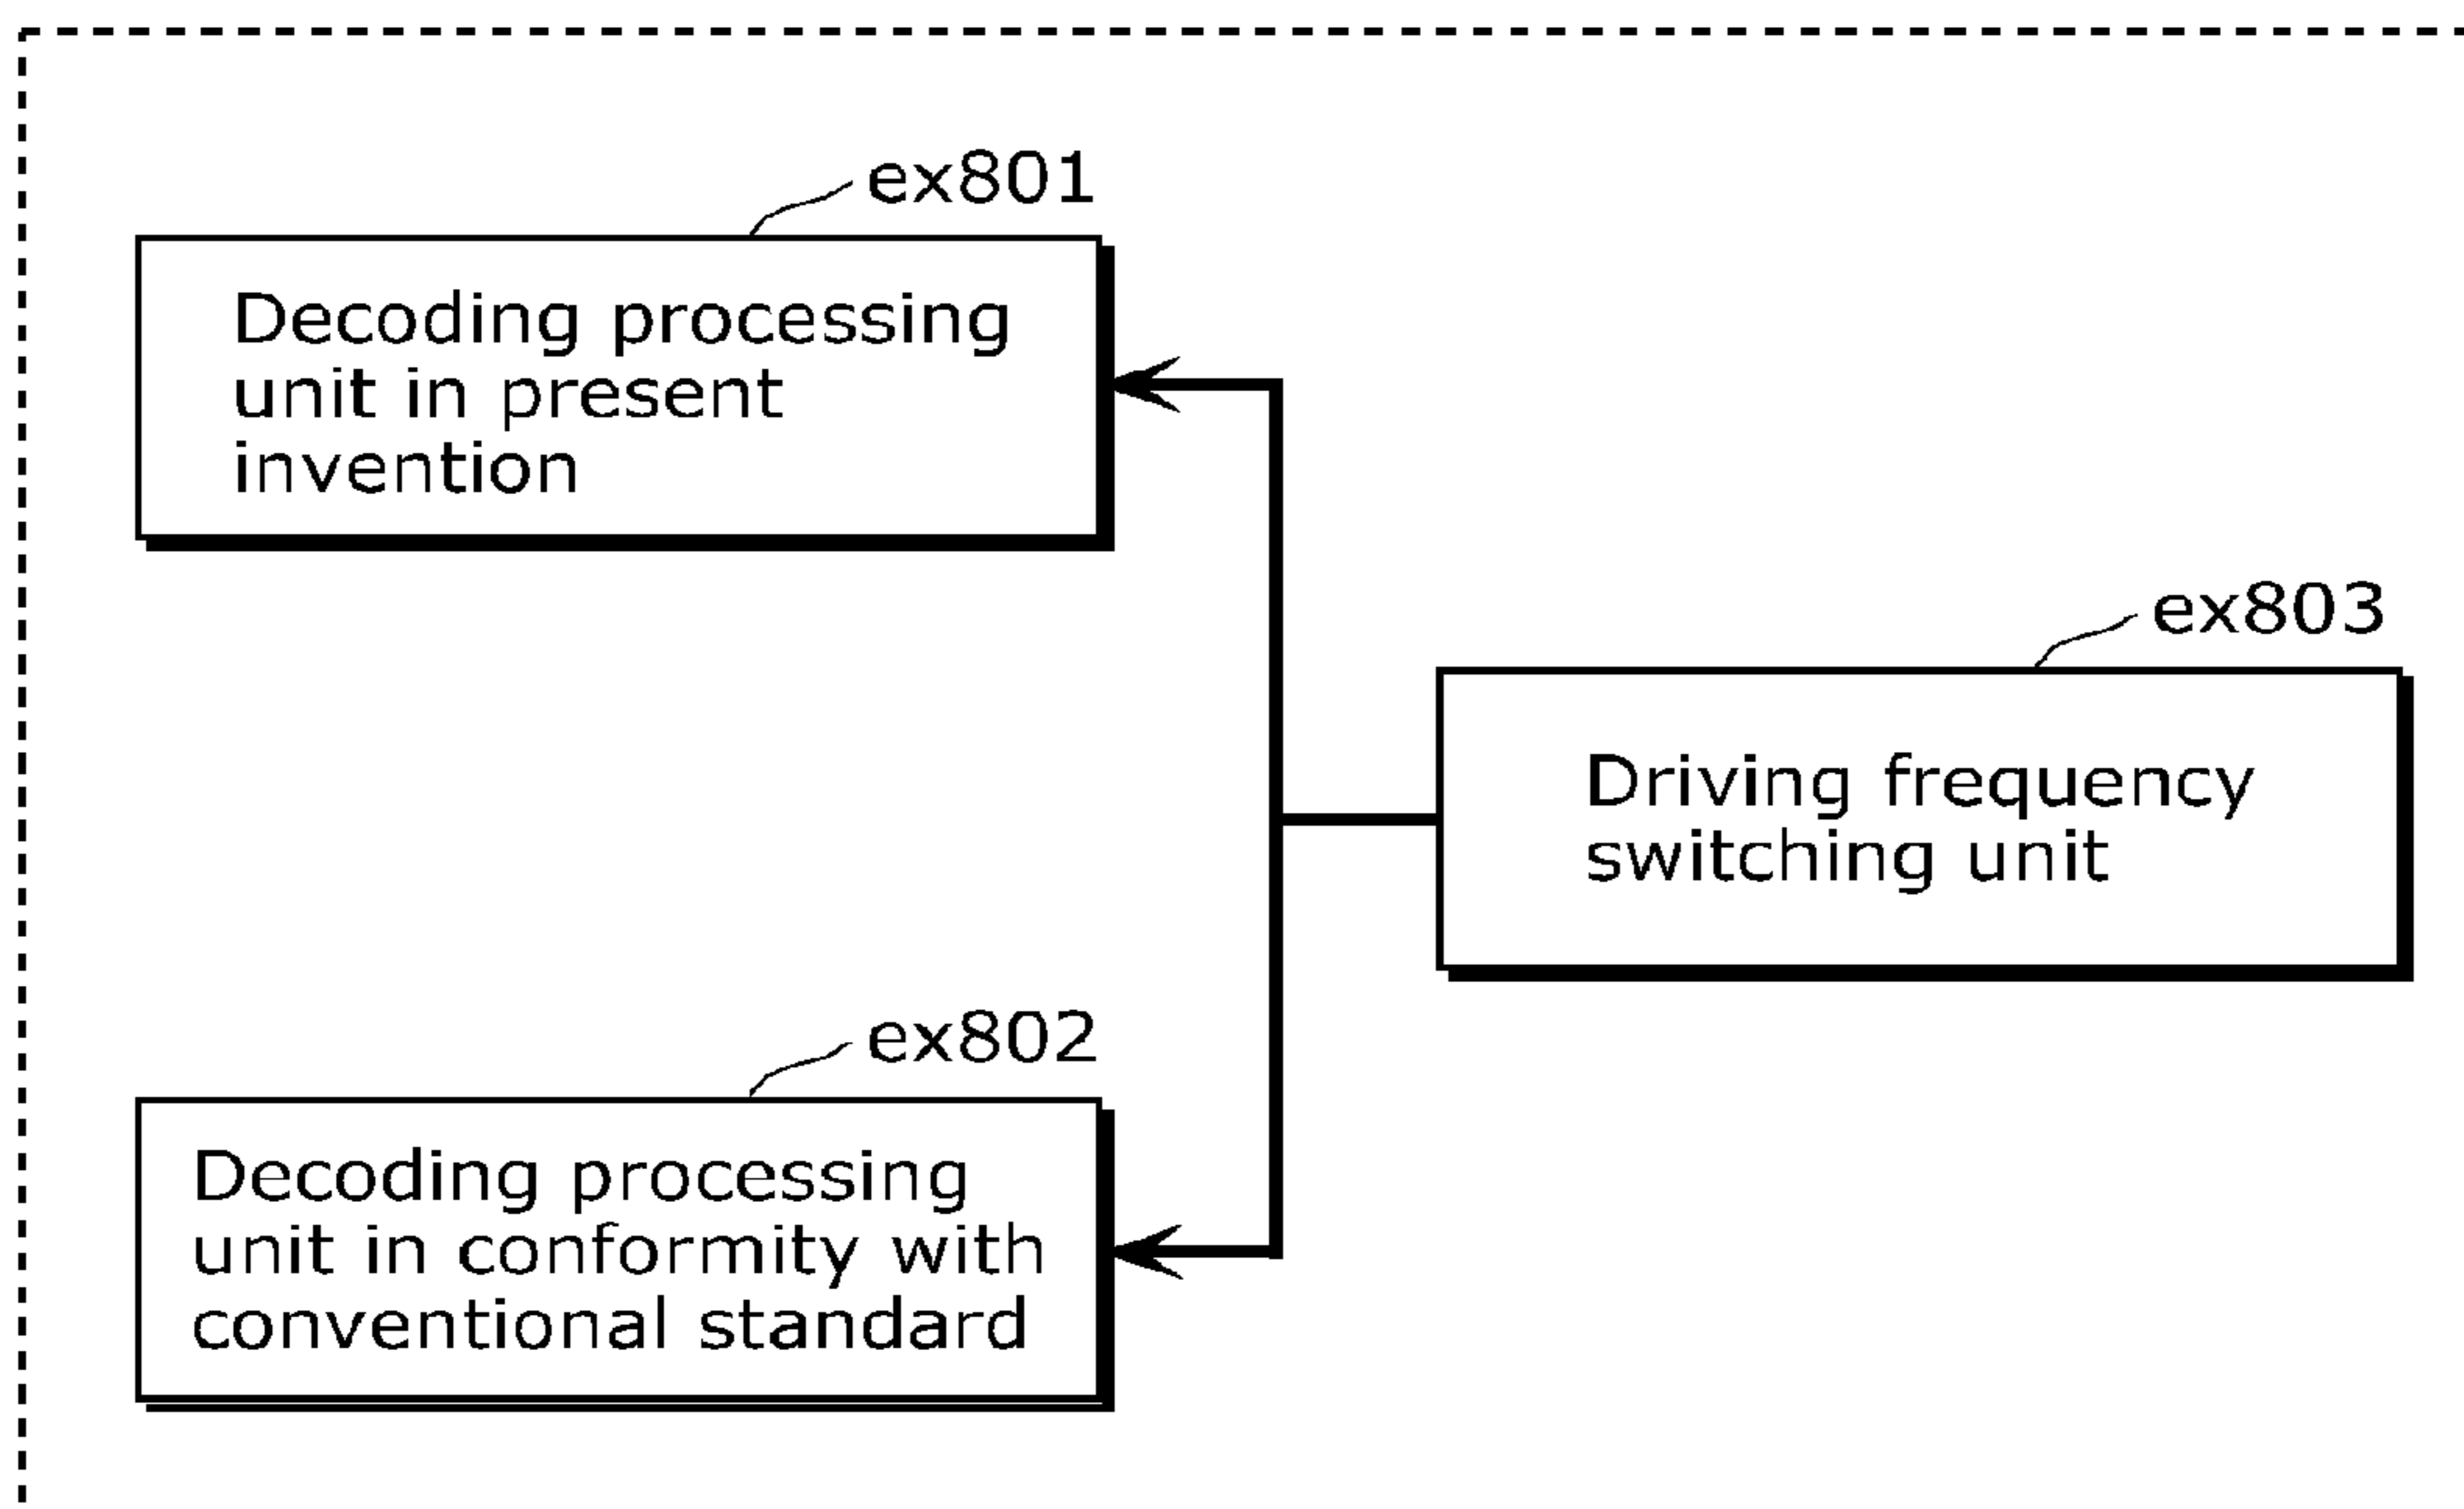 ex801
Decoding processing
unit in present
invention
ex803
Driving frequency
switching unit
ex802
Decoding processing
unit in conformity with
conventional standard